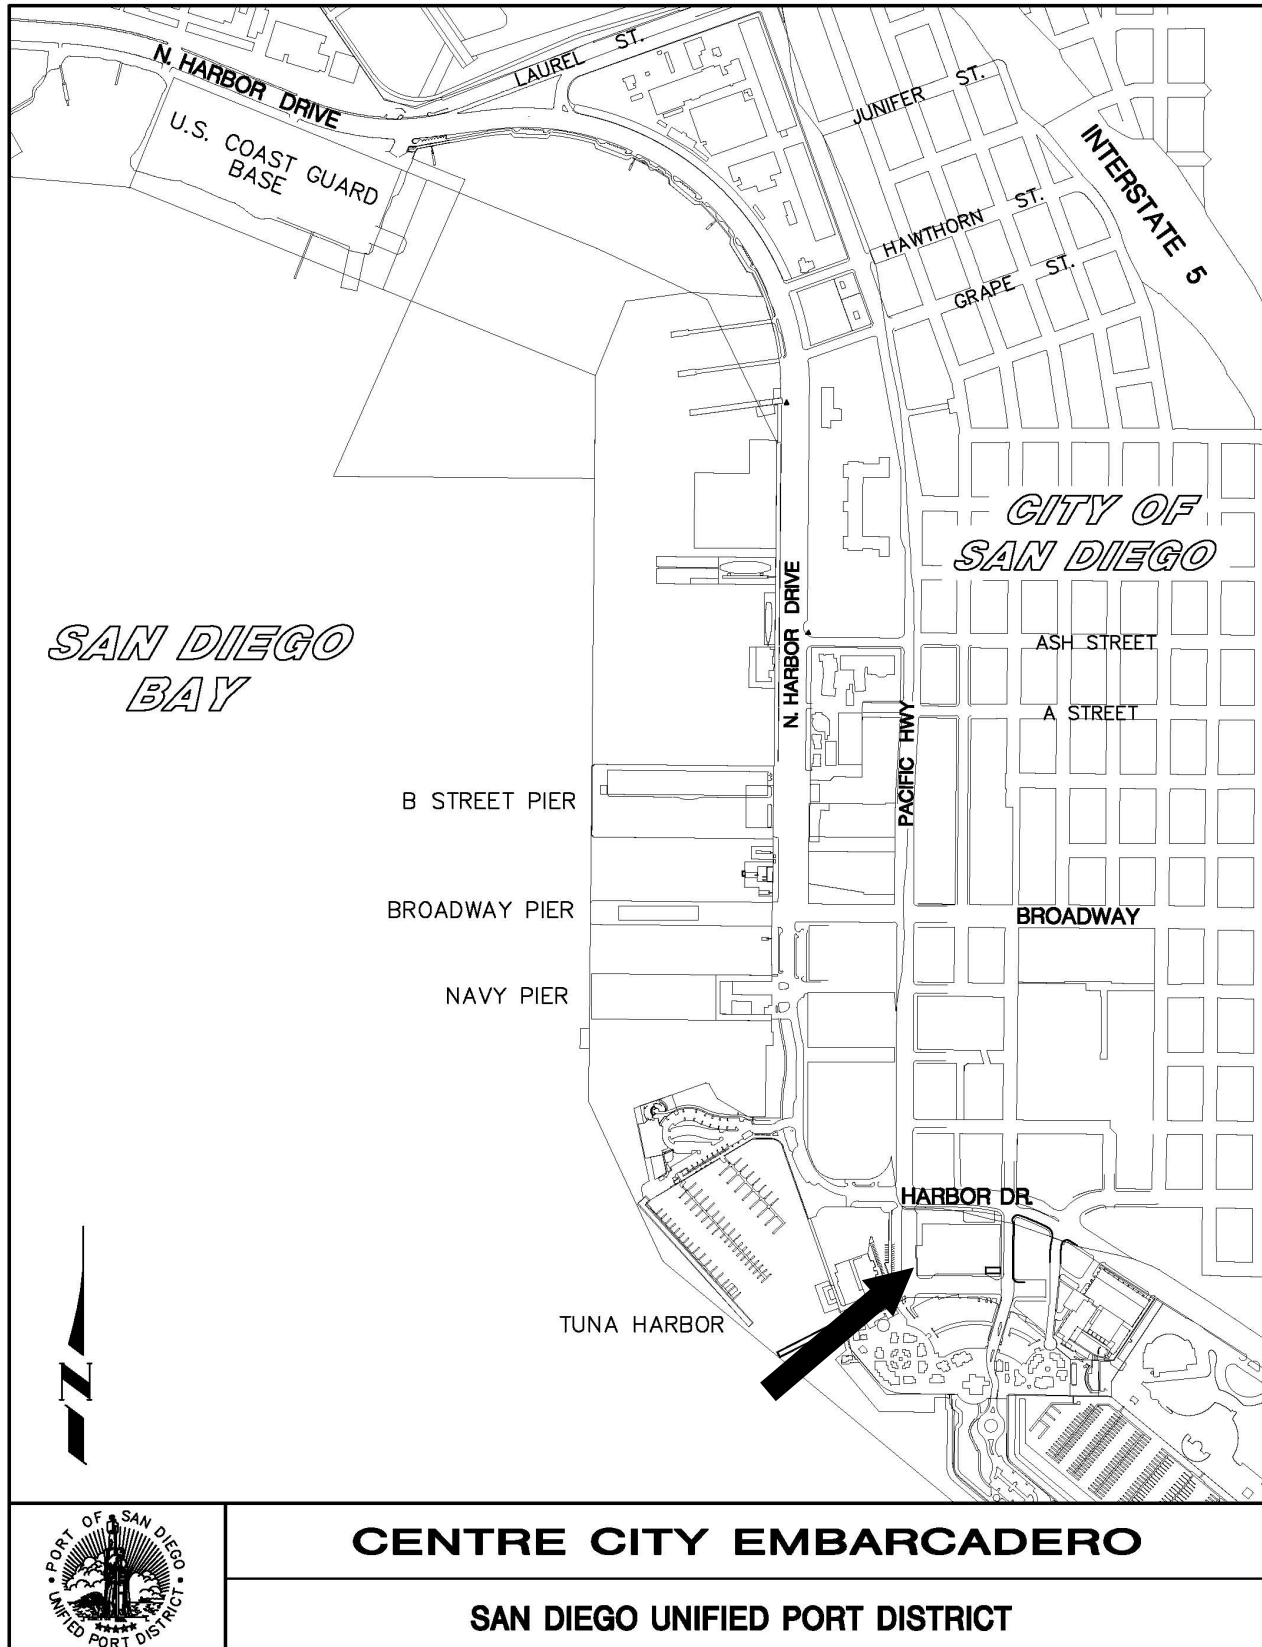 N. HARBOR DRIVE
LAUREL ST.
JUNIFER ST.
U.S. COAST GUARD
BASE
INTERSTATE 5
HAWTHORN ST.
GRAPE ST.
CITY OF
SAN DIEGO
N. HARBOR DRIVE
SAN DIEGO
BAY
ASH STREET
A STREET
PACIFIC HWY
B STREET PIER
BROADWAY PIER
BROADWAY
NAVY PIER
HARBOR DR.
TUNA HARBOR
N
PORT OF SAN DIEGO
UNIFIED PORT DISTRICT
CENTRE CITY EMBARCADERO
SAN DIEGO UNIFIED PORT DISTRICT